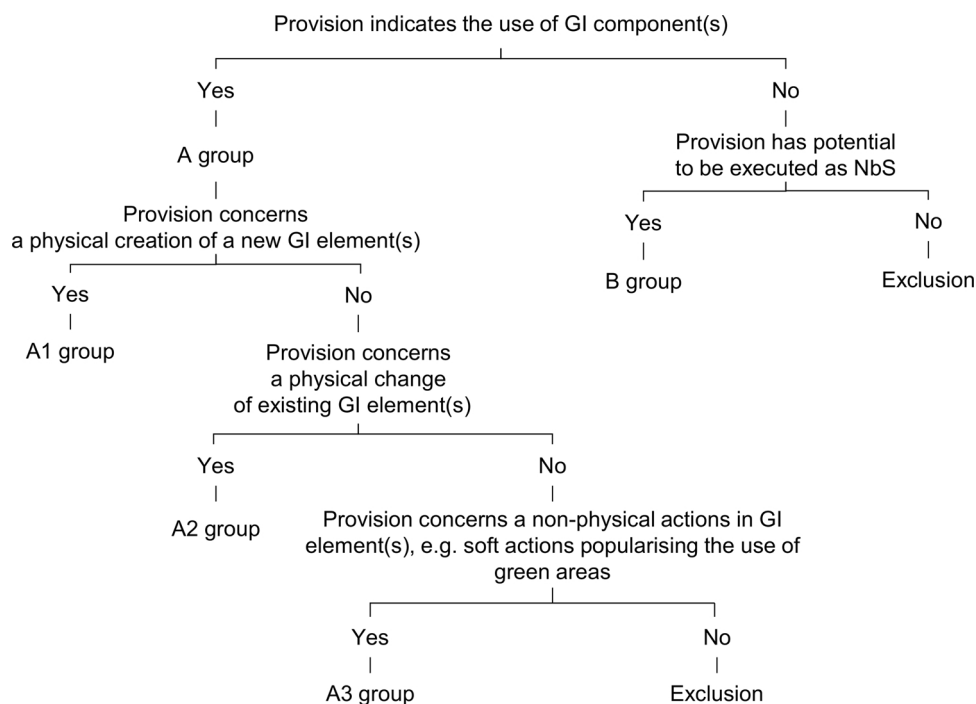 Provision indicates the use of GI component(s)
Yes
No
A group
Provision has potential
to be executed as NbS
Provision concerns
a physical creation of a new GI element(s)
Yes
No
B group
Exclusion
Yes
No
A1 group
Provision concerns
a physical change
of existing GI element(s)
Yes
No
A2 group
Provision concerns a non-physical actions in GI
element(s), e.g. soft actions popularising the use of
green areas
Yes
No
A3 group
Exclusion